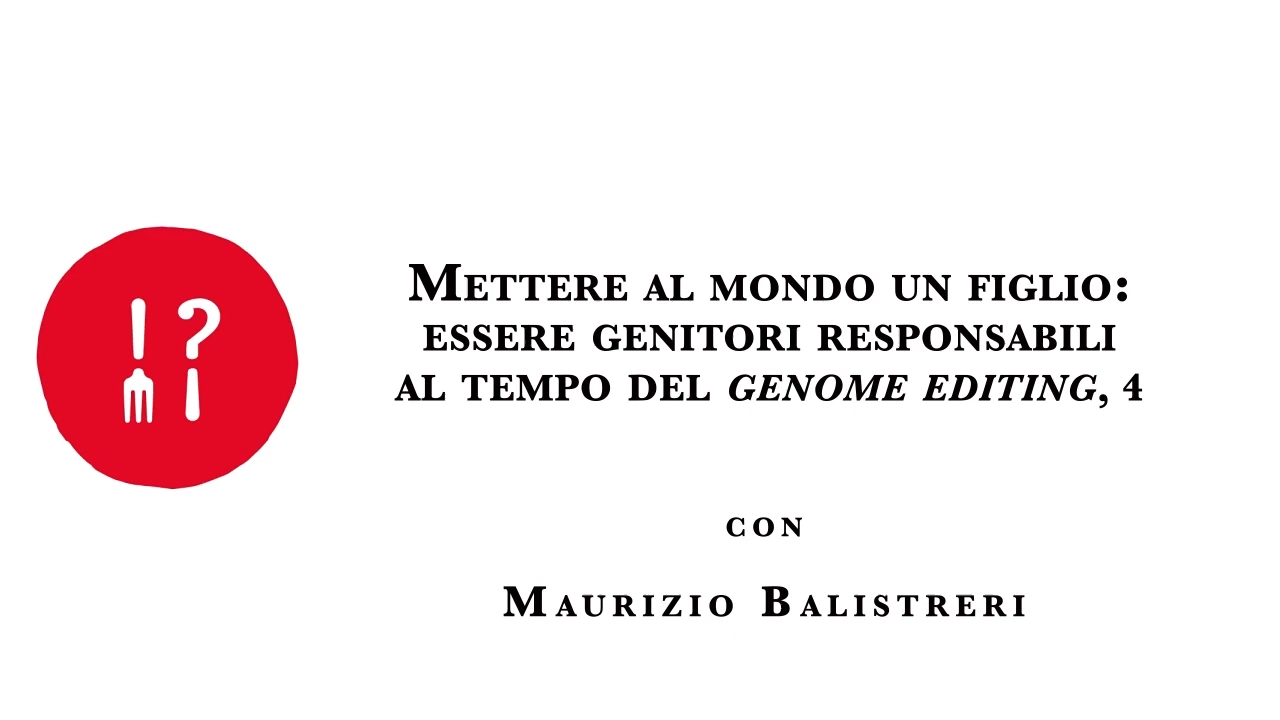 !?
Mettere al mondo un figlio:
essere genitori responsabili
al tempo del genome editing, 4
con
Maurizio Balistreri